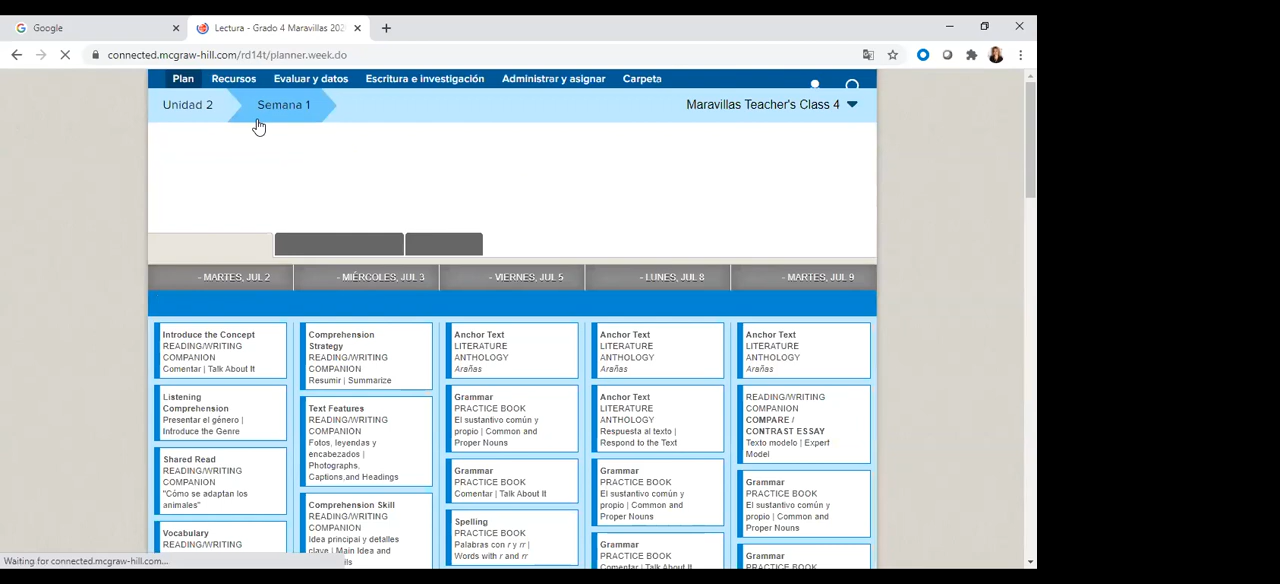 Google
Lectura - Grado 4 Maravillas 202
connected.mcgraw-hill.com/rd14t/planner.week.do
Plan Recursos Evaluar y datos Escritura e investigación Administrar y asignar Carpeta
Unidad 2 Semana 1 Maravillas Teacher's Class 4
- MARTES, JUL 2
Introduce the Concept
READING/WRITING
COMPANION
Comentar | Talk About It
Listening
Comprehension
Presentar el género |
Introduce the Genre
Shared Read
READING/WRITING
COMPANION
"Cómo se adaptan los
animales"
Vocabulary
READING/WRITING
- MIÉRCOLES, JUL 3
Comprehension
Strategy
READING/WRITING
COMPANION
Resumir | Summarize
Text Features
READING/WRITING
COMPANION
Fotos, leyendas y
encabezados |
Photographs,
Captions,and Headings
Comprehension Skill
READING/WRITING
COMPANION
Idea principal y detalles
clave | Main Idea and
- VIERNES, JUL 5
Anchor Text
LITERATURE
ANTHOLOGY
Arañas
Grammar
PRACTICE BOOK
El sustantivo común y
propio | Common and
Proper Nouns
Grammar
PRACTICE BOOK
Comentar | Talk About It
Spelling
PRACTICE BOOK
Palabras con r y rr |
Words with r and rr
- LUNES, JUL 8
Anchor Text
LITERATURE
ANTHOLOGY
Arañas
Anchor Text
LITERATURE
ANTHOLOGY
Respuesta al texto |
Respond to the Text
Grammar
PRACTICE BOOK
El sustantivo común y
propio | Common and
Proper Nouns
Grammar
PRACTICE BOOK
Comentar | Talk About It
- MARTES, JUL 9
Anchor Text
LITERATURE
ANTHOLOGY
Arañas
READING/WRITING
COMPANION
COMPARE /
CONTRAST ESSAY
Texto modelo | Expert
Model
Grammar
PRACTICE BOOK
El sustantivo común y
propio | Common and
Proper Nouns
Grammar
Waiting for connected.mcgraw-hill.com...